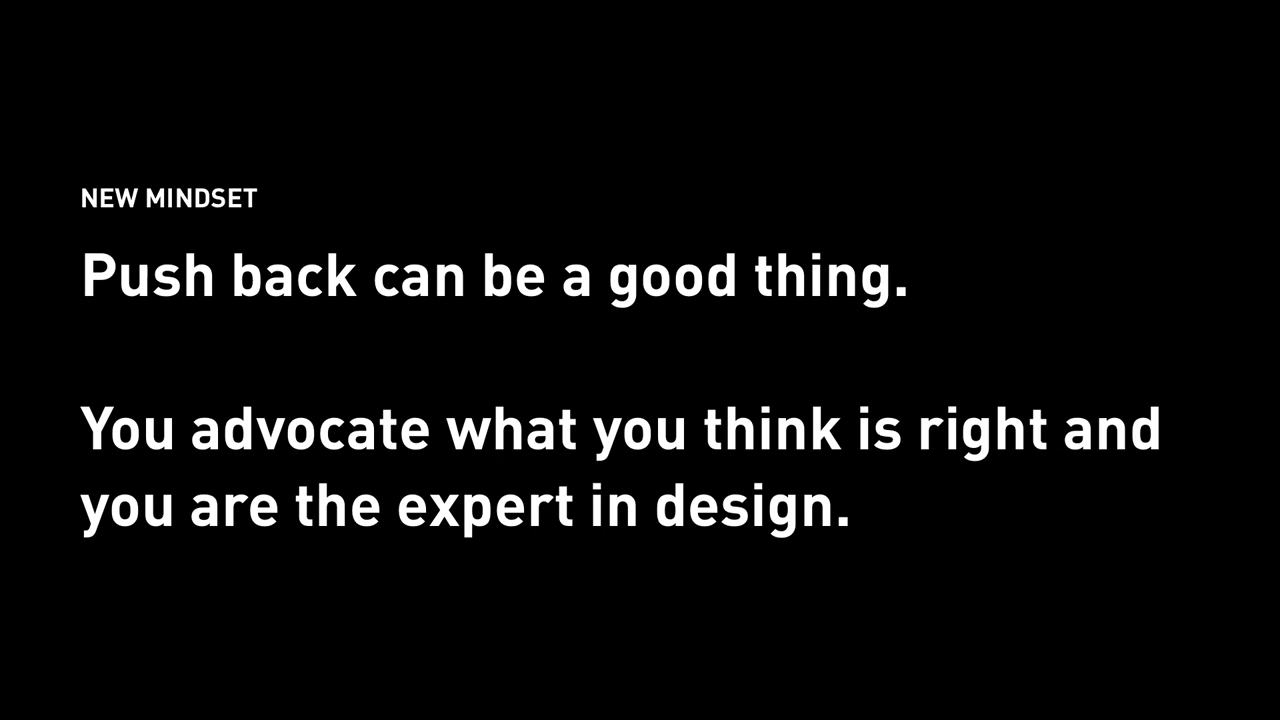 NEW MINDSET
Push back can be a good thing.
You advocate what you think is right and
you are the expert in design.